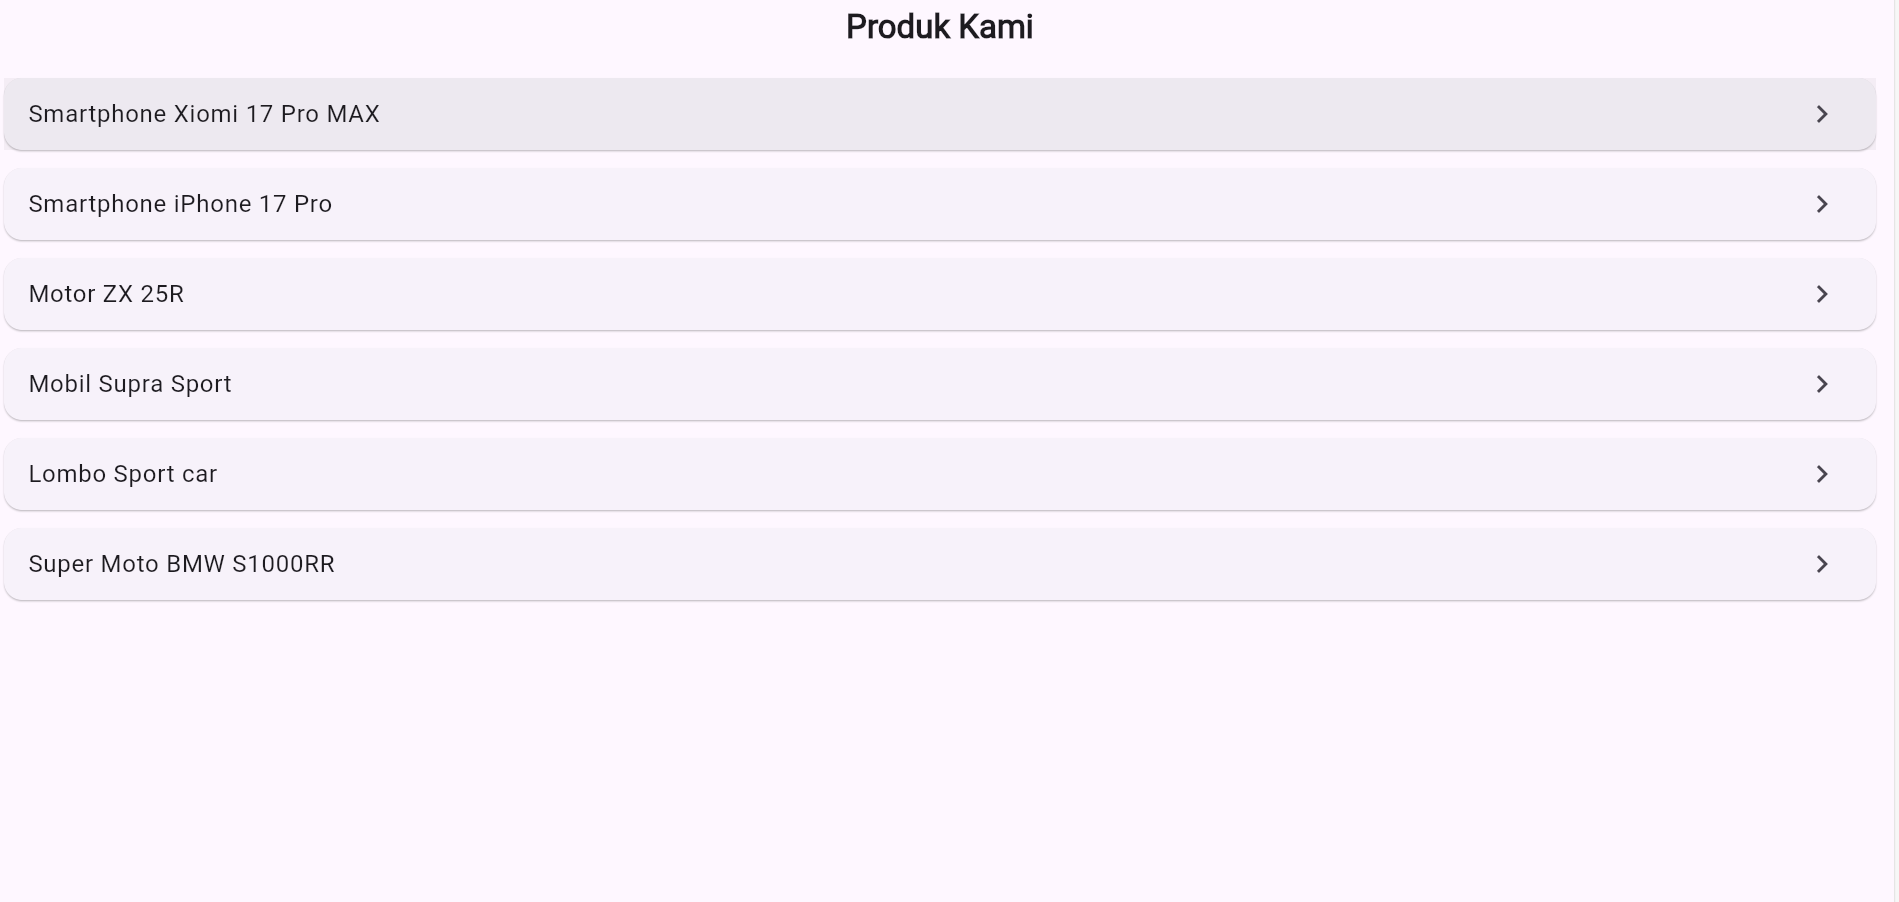 Produk Kami
Smartphone Xiomi 17 Pro MAX
Smartphone iPhone 17 Pro
Motor ZX 25R
Mobil Supra Sport
Lombo Sport car
Super Moto BMW S1000RR